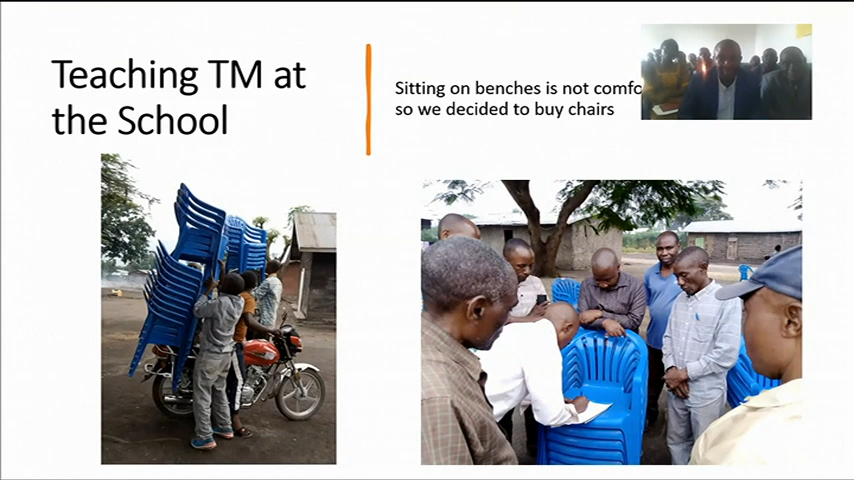 Teaching TM at
the School
Sitting on benches is not
so we decided to buy chairs